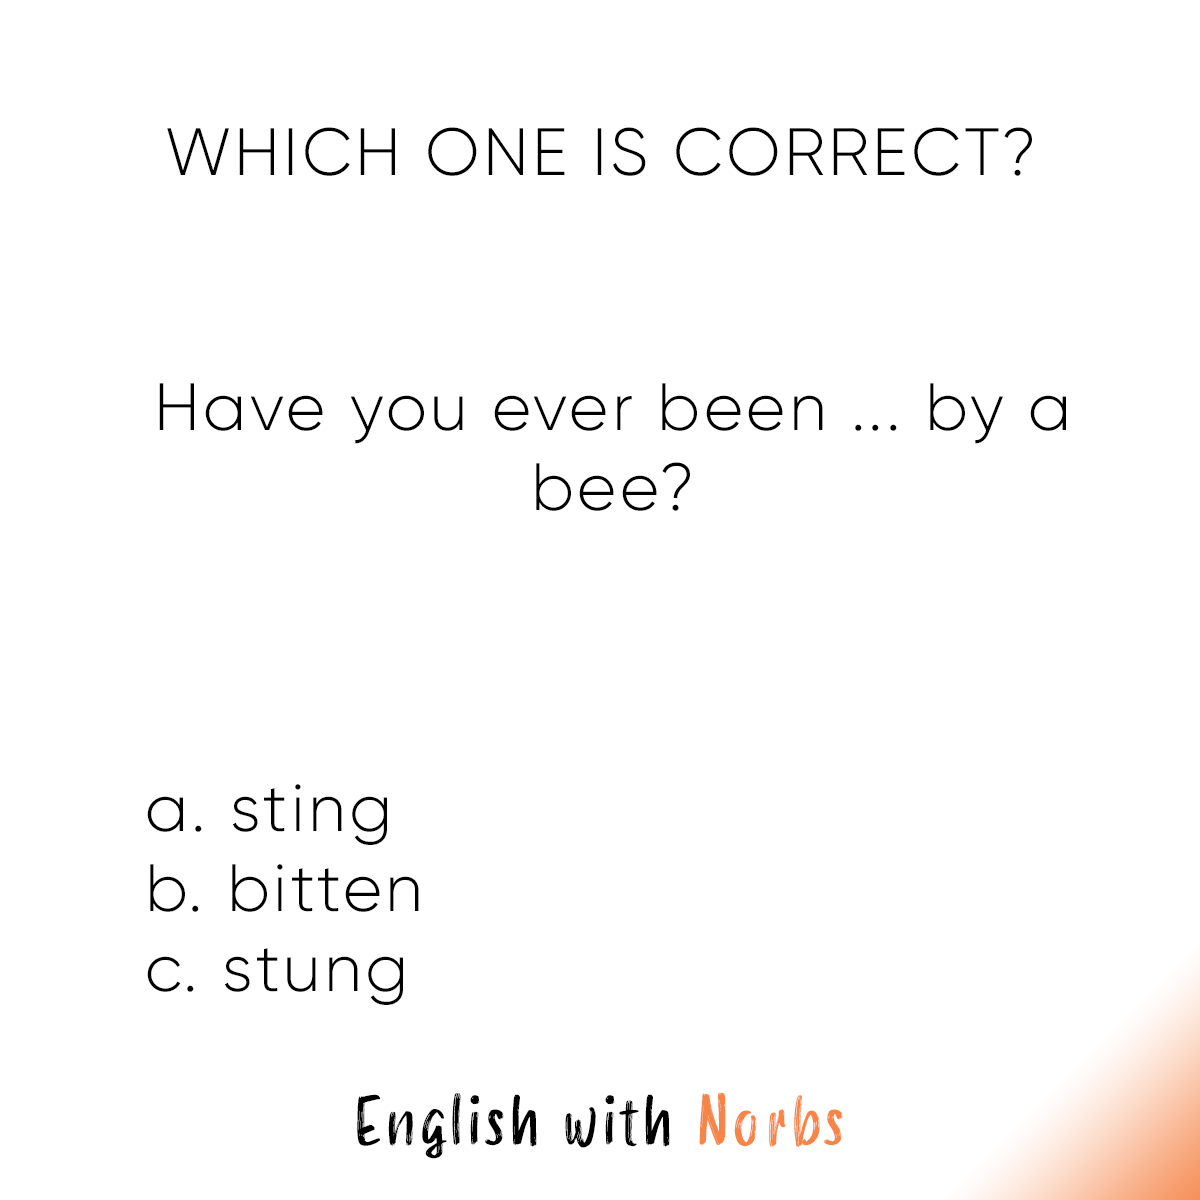 WHICH ONE IS CORRECT?
Have you ever been ... by a
bee?
a. sting
b. bitten
c. stung
English with Norbs